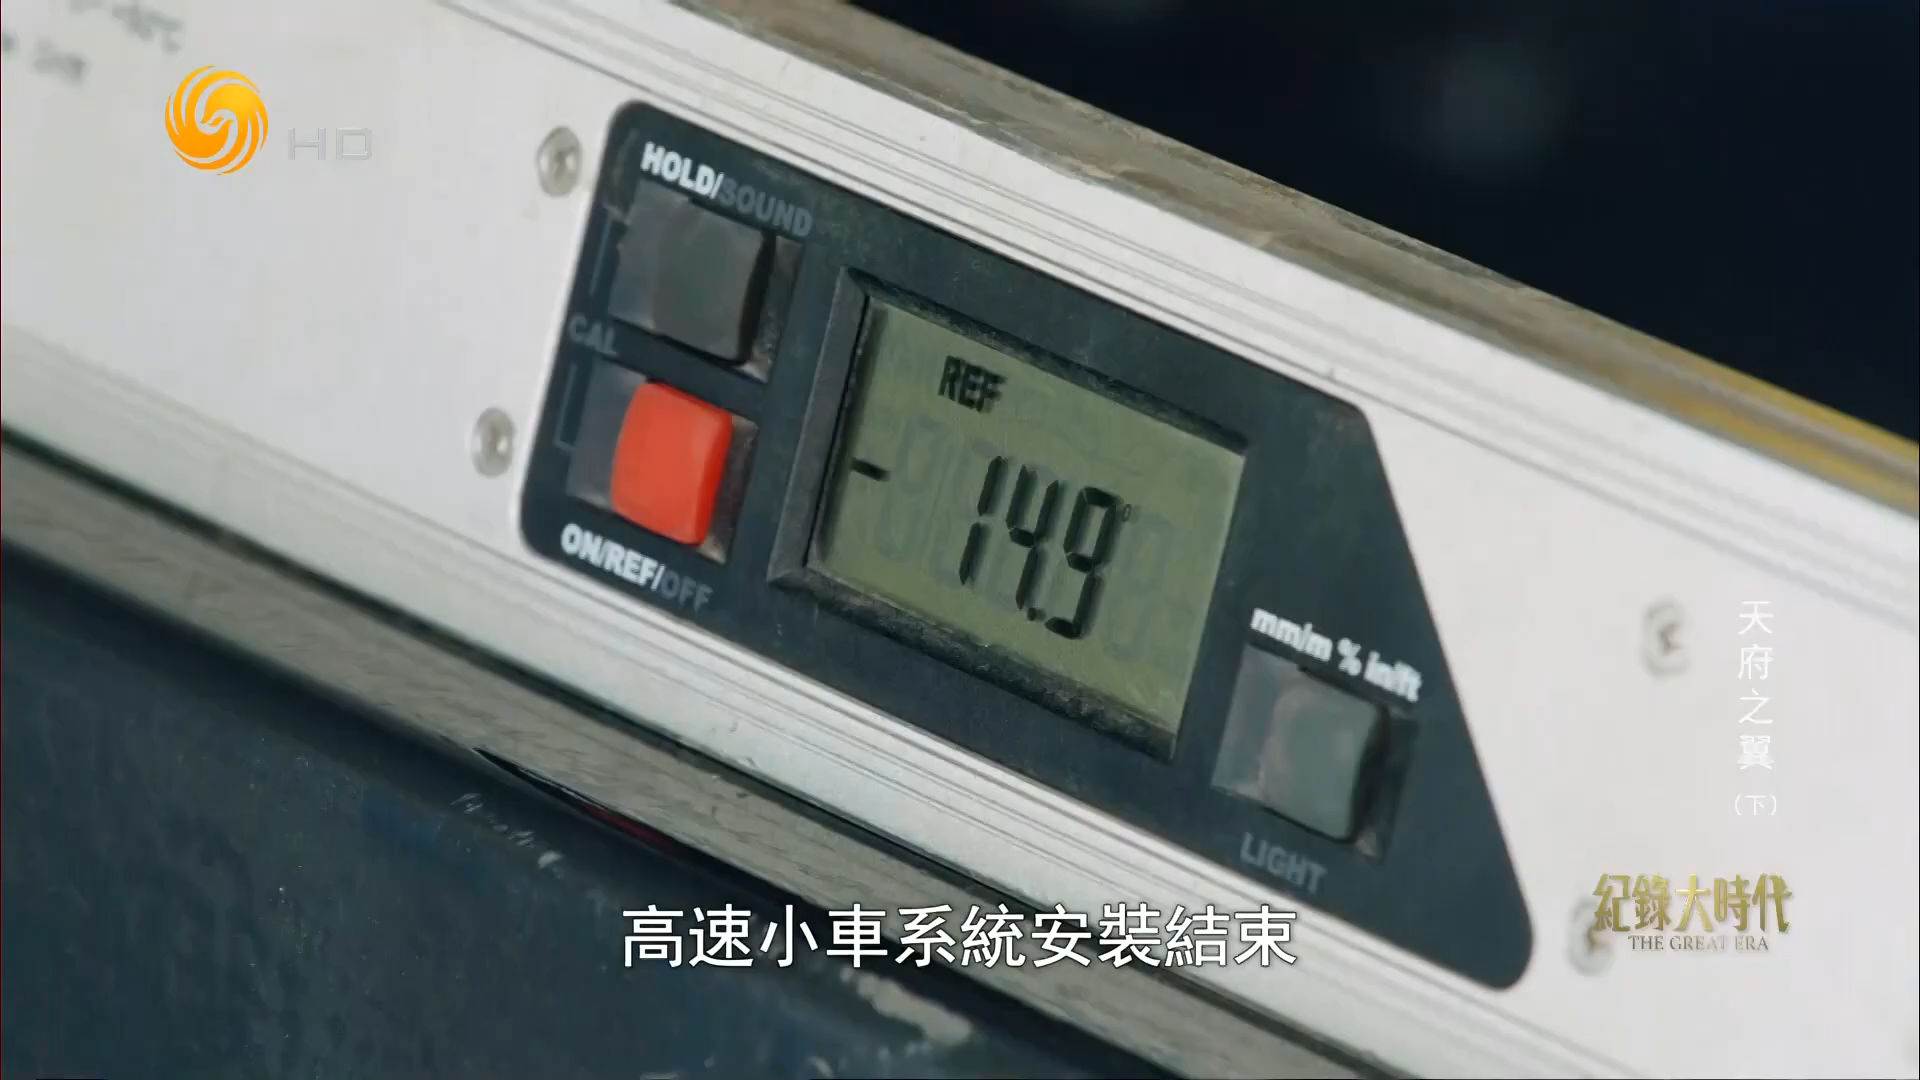 HD
HOLD/SOUND
CAL
ON/REF/OFF
REF
-14.9°
mm/m % in/ft
LIGHT
天府之翼
(下)
紀錄大時代
THE GREAT ERA
高速小車系統安裝結束